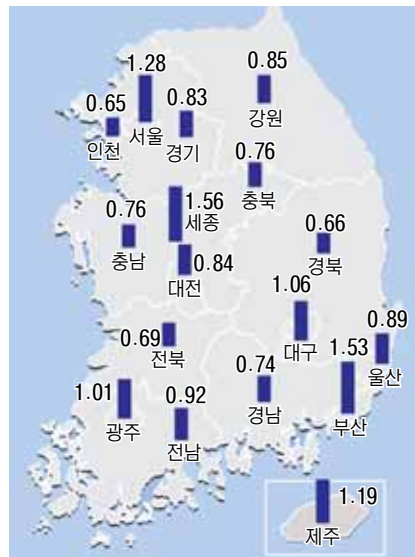 1.28
서울
0.85
강원
0.65
인천
0.83
경기
0.76
충북
1.56
세종
0.76
충남
0.84
대전
0.66
경북
1.06
대구
0.89
울산
0.69
전북
1.53
부산
0.74
경남
1.01
광주
0.92
전남
1.19
제주